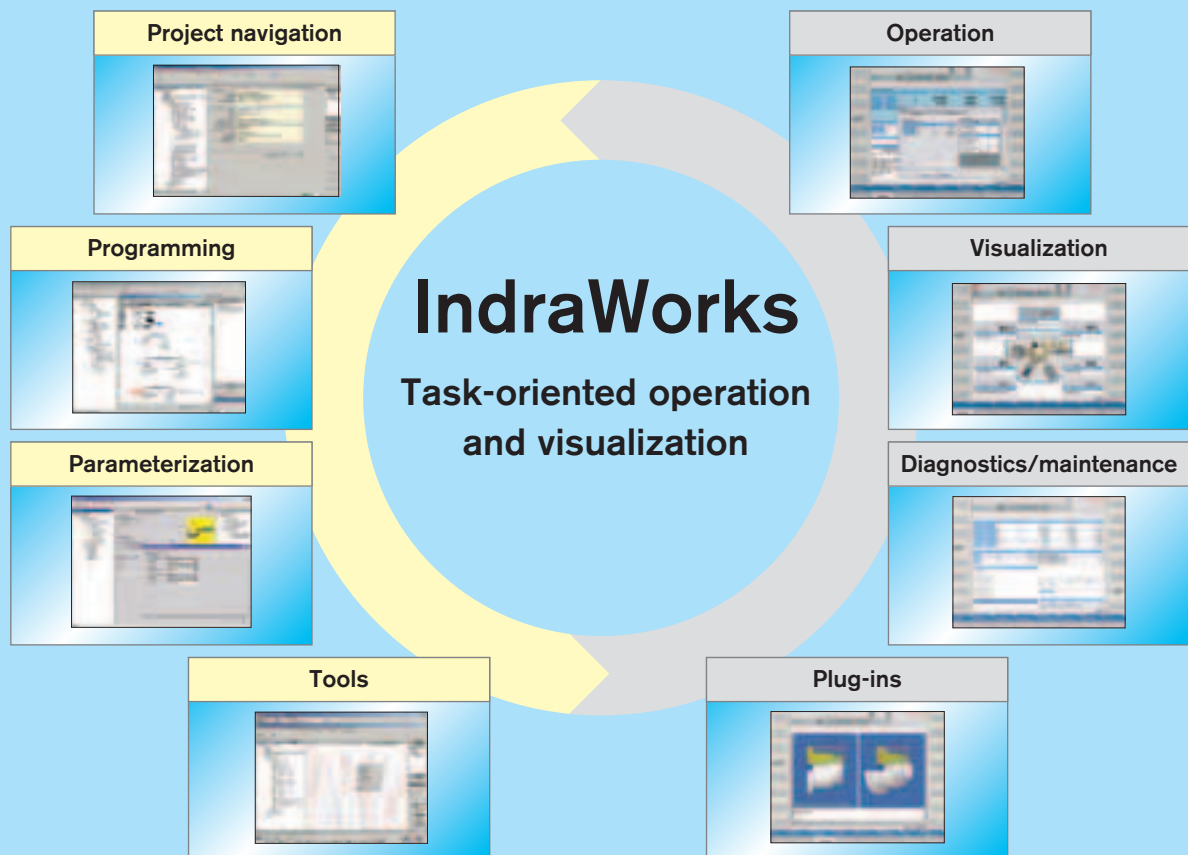 Project navigation
Operation
Programming
Visualization
IndraWorks
Task-oriented operation
and visualization
Parameterization
Diagnostics/maintenance
Tools
Plug-ins